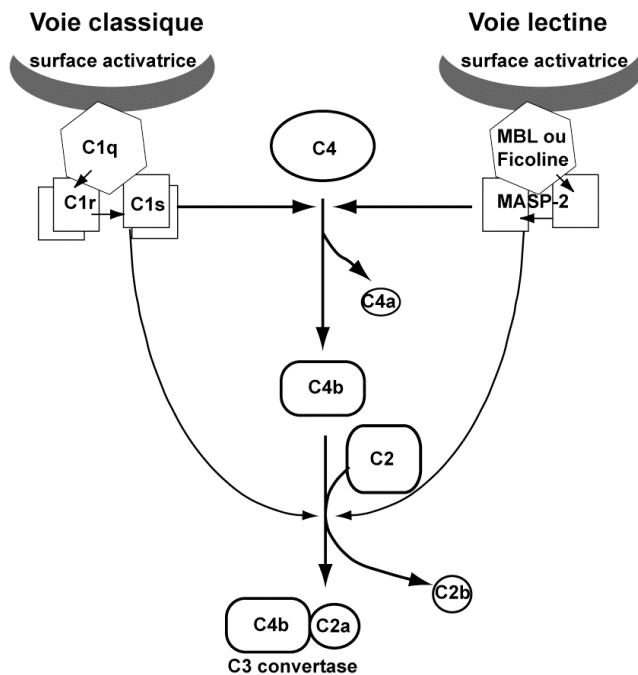 Voie classique
surface activatrice
Voie lectine
surface activatrice
C1q
C1r
C1s
C4
MBL ou
Ficoline
MASP-2
C4a
C4b
C2
C2b
C4b
C2a
C3 convertase